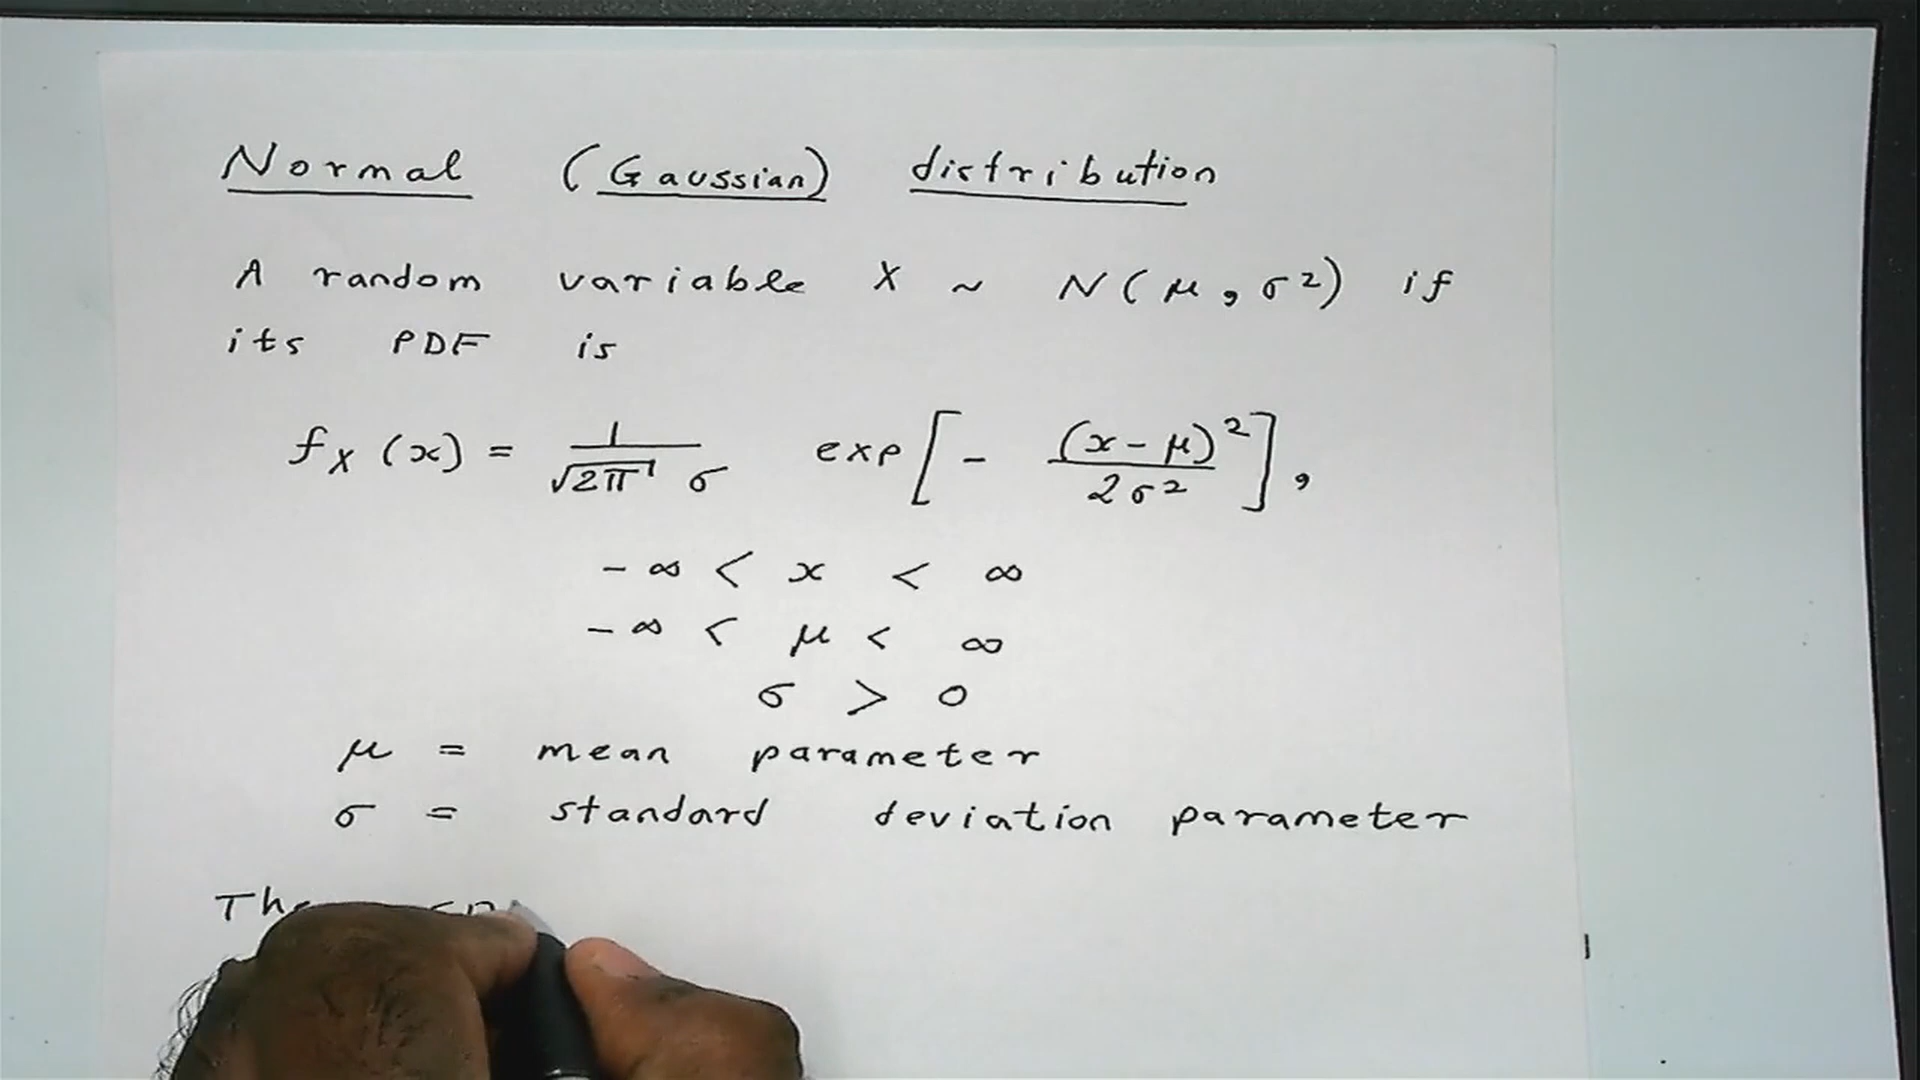 Normal (Gaussian) distribution
A random variable X ~ N(μ, σ²) if
its PDF is
f_X(x) = 1/(√2π σ) exp[- (x-μ)²/2σ²],
-∞ < x < ∞
-∞ < μ < ∞
σ > 0
μ = mean parameter
σ = standard deviation parameter